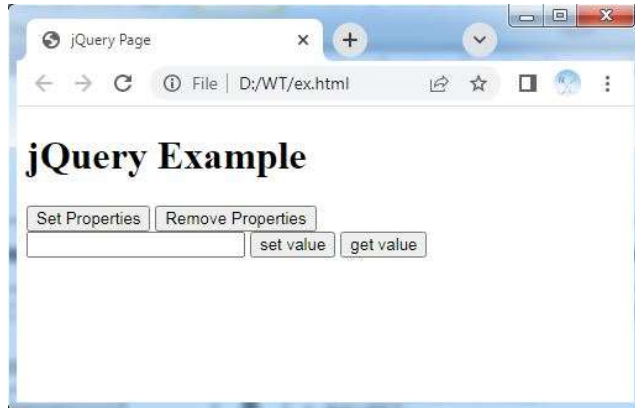 jQuery Page
File D:/WT/ex.html
jQuery Example
Set Properties Remove Properties
set value get value